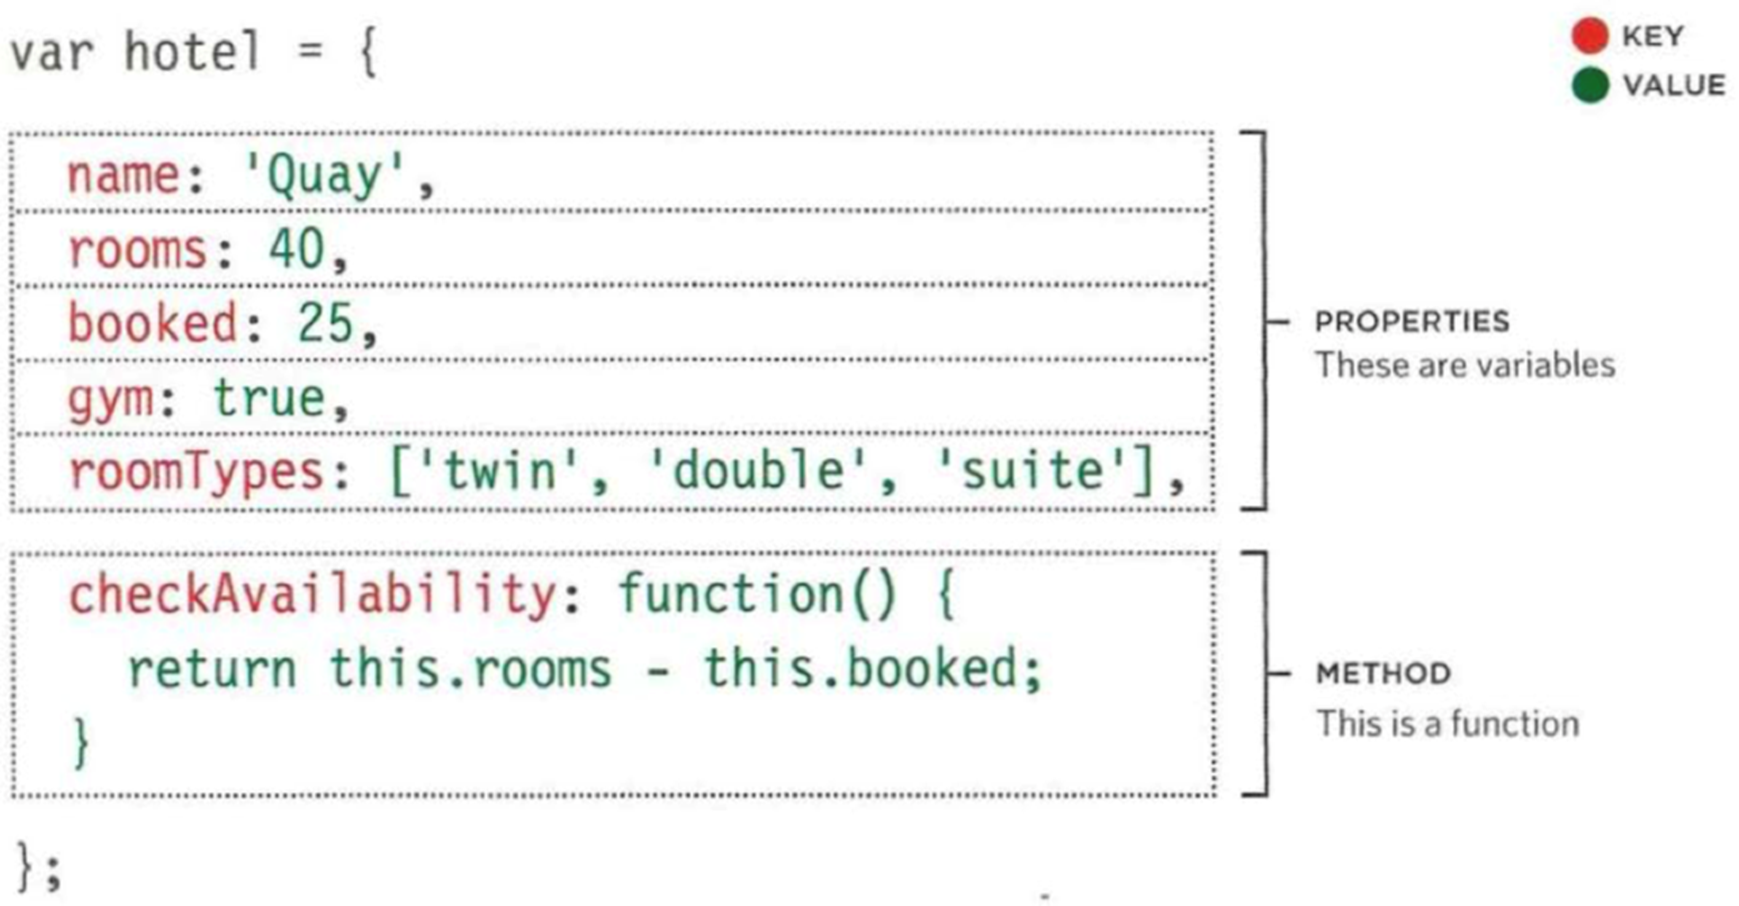 var hotel = {
KEY
VALUE
name: 'Quay',
rooms: 40,
booked: 25,
gym: true,
roomTypes: ['twin', 'double', 'suite'],
PROPERTIES
These are variables
checkAvailability: function() {
return this.rooms - this.booked;
}
METHOD
This is a function
};